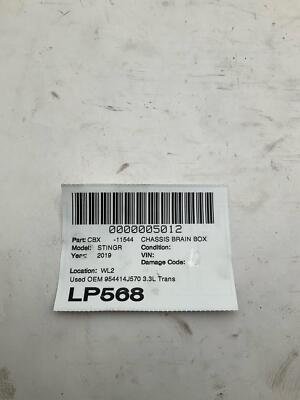 0000005012
Part: CBX -11544 CHASSIS BRAIN BOX
Model: STINGR Condition:
Year: 2019 VIN:
Damage Code:
Location: WL2
Used OEM 954414J570 3.3L Trans
LP568